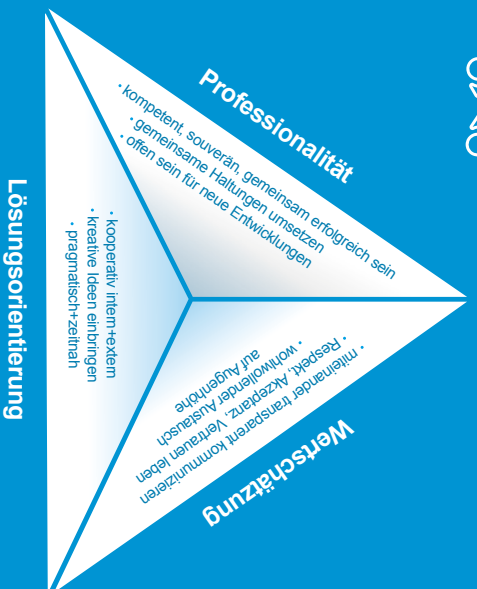 Professionalität
· kompetent, souverän, gemeinsam erfolgreich sein
· gemeinsame Haltungen umsetzen
· offen sein für neue Entwicklungen
Wertschätzung
· miteinander transparent kommunizieren
· Respekt, Akzeptanz, Vertrauen leben
· wohlwollender Austausch
auf Augenhöhe
Lösungsorientierung
· kooperativ intern+extern
· kreative Ideen einbringen
· pragmatisch+zeitnah